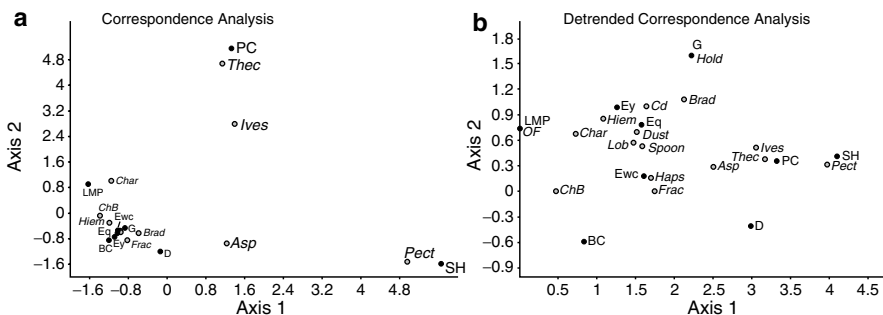 a Correspondence Analysis
Axis 2
4.8
4
3.2
2.4
1.6
0.8
0
−0.8
−1.6
PC
Thec
Ives
Char
LMP
ChB
Hiem
Ewc
Eq
G
BC
Ey
Brad
Frac
D
Asp
Pect
SH
−1.6 −0.8 0 0.8 1.6 2.4 3.2 4 4.8
Axis 1
b Detrended Correspondence Analysis
Axis 2
1.8
1.5
1.2
0.9
0.6
0.3
0
−0.3
−0.6
−0.9
G
Hold
Ey
Cd
Brad
LMP
OF
Hiem
Eq
Char
Dust
Lob
Spoon
Ives
Thec
PC
SH
Pect
Asp
Ewc
Haps
ChB
Frac
D
BC
0.5 1 1.5 2 2.5 3 3.5 4 4.5
Axis 1